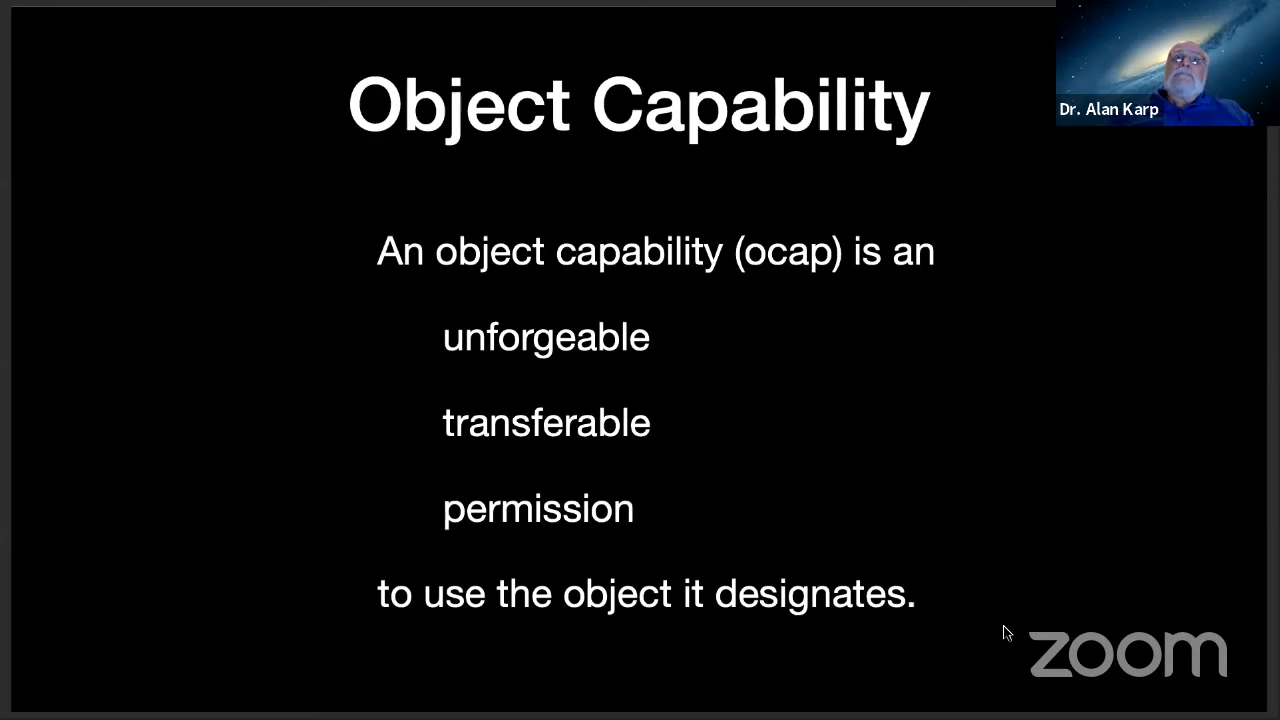 Object Capability
Dr. Alan Karp
An object capability (ocap) is an
unforgeable
transferable
permission
to use the object it designates.
zoom